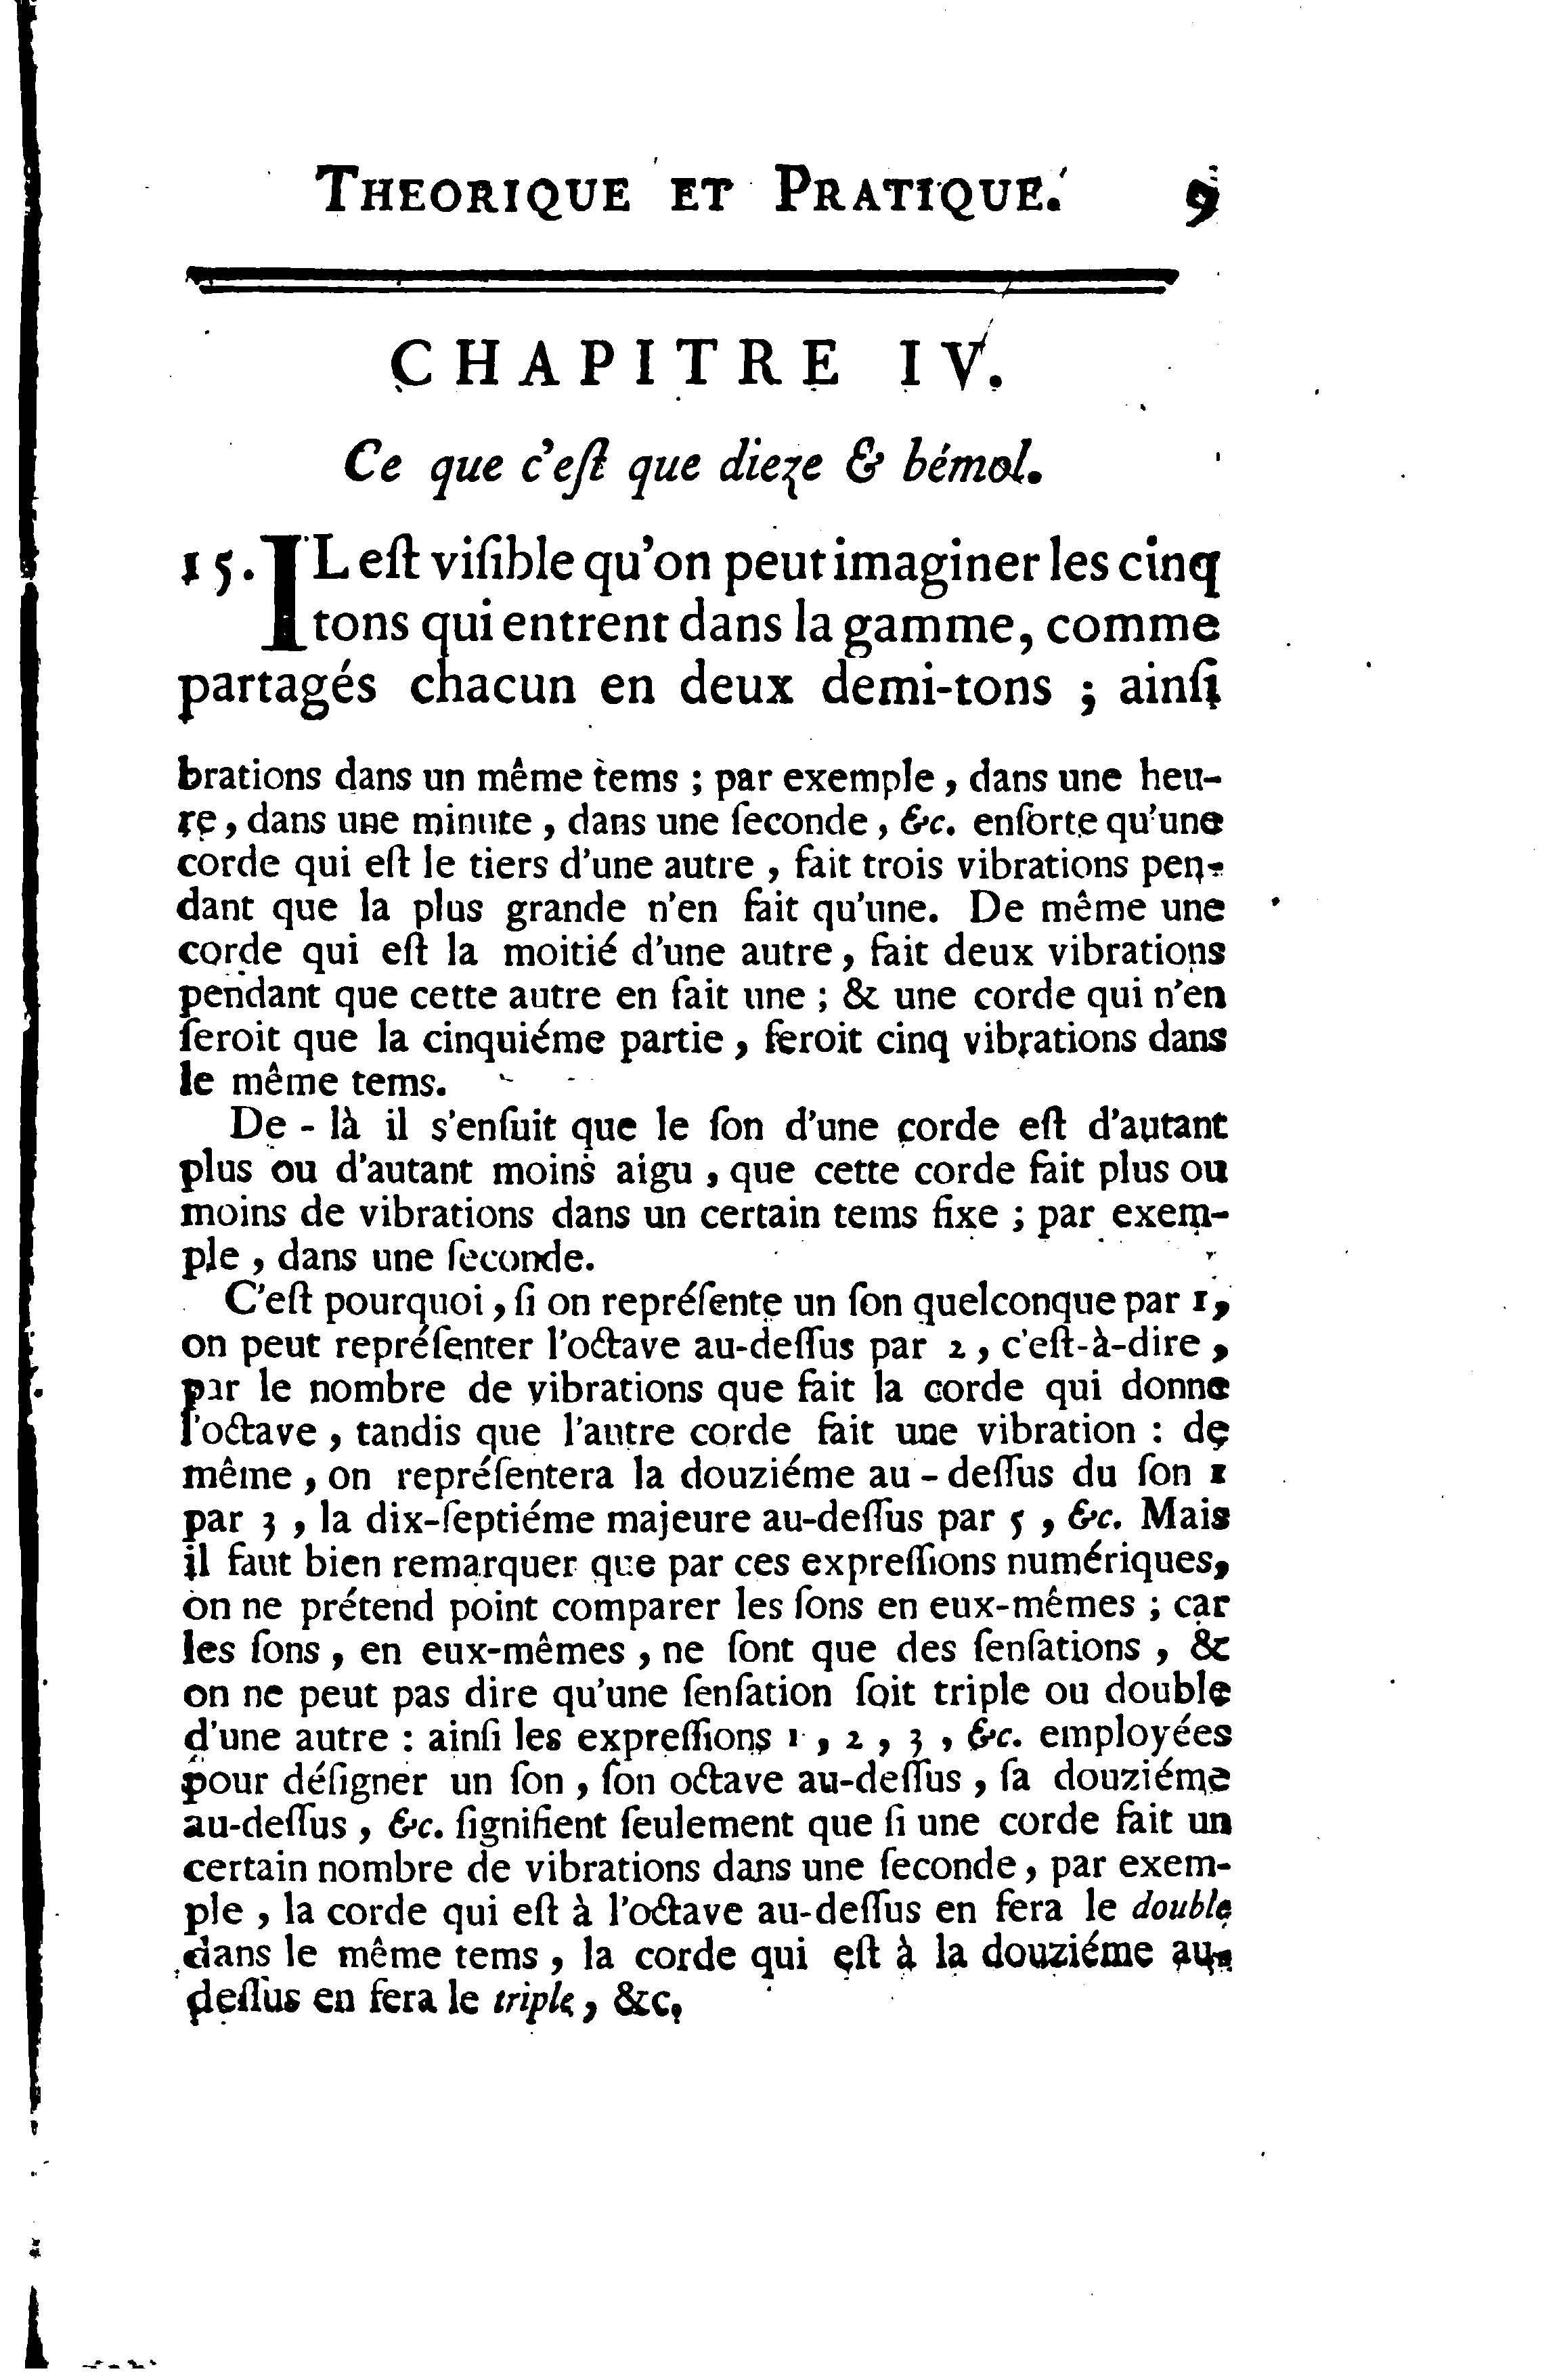 THEORIQUE ET PRATIQUE. 9
CHAPITRE IV.
Ce que c'eſt que dieze & bémol.
15. IL eſt viſible qu'on peut imaginer les cinq
tons qui entrent dans la gamme, comme
partagés chacun en deux demi-tons ; ainſi
brations dans un même tems ; par exemple, dans une heu-
re, dans une minute, dans une ſeconde, &c. enſorte qu'une
corde qui eſt le tiers d'une autre, fait trois vibrations pen-
dant que la plus grande n'en fait qu'une. De même une
corde qui eſt la moitié d'une autre, fait deux vibrations
pendant que cette autre en fait une ; & une corde qui n'en
ſeroit que la cinquiéme partie, feroit cinq vibrations dans
le même tems.
De-là il s'enſuit que le ſon d'une corde eſt d'autant
plus ou d'autant moins aigu, que cette corde fait plus ou
moins de vibrations dans un certain tems fixe ; par exem-
ple, dans une ſeconde.
C'eſt pourquoi, ſi on repréſente un ſon quelconque par 1,
on peut repréſenter l'octave au-deſſus par 2, c'eſt-à-dire,
par le nombre de vibrations que fait la corde qui donne
l'octave, tandis que l'autre corde fait une vibration : de
même, on repréſentera la douziéme au-deſſus du ſon 1
par 3, la dix-ſeptiéme majeure au-deſſus par 5, &c. Mais
il faut bien remarquer que par ces expreſſions numériques,
on ne prétend point comparer les ſons en eux-mêmes ; car
les ſons, en eux-mêmes, ne ſont que des ſenſations, &
on ne peut pas dire qu'une ſenſation ſoit triple ou double
d'une autre : ainſi les expreſſions 1, 2, 3, &c. employées
pour déſigner un ſon, ſon octave au-deſſus, ſa douziéme
au-deſſus, &c. ſignifient ſeulement que ſi une corde fait un
certain nombre de vibrations dans une ſeconde, par exem-
ple, la corde qui eſt à l'octave au-deſſus en fera le double
dans le même tems, la corde qui eſt à la douziéme au-
deſſus en fera le triple, &c.